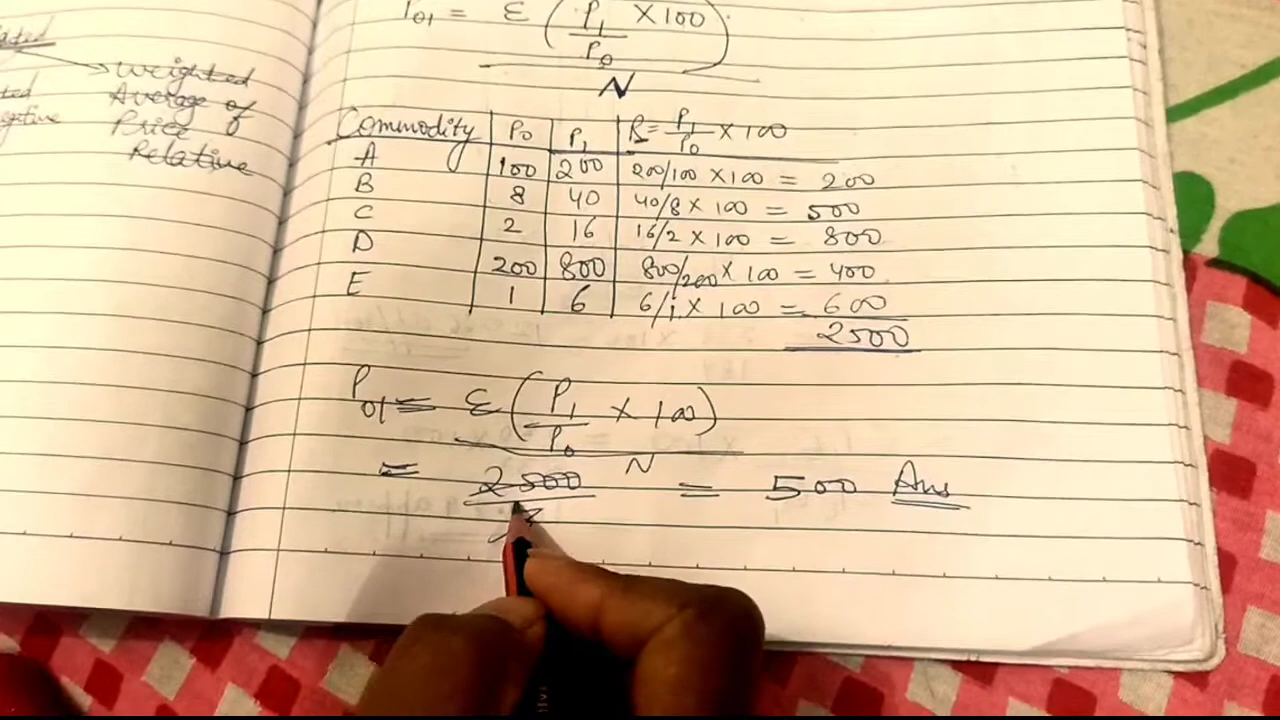 P01 = Σ ( P1 / P0 × 100 )
N
Weighted
Average of
Price
Relative
Commodity P0 P1 R = P1/P0 × 100
A 100 200 200/100 × 100 = 200
B 8 40 40/8 × 100 = 500
C 2 16 16/2 × 100 = 800
D 200 800 800/200 × 100 = 400
E 1 6 6/1 × 100 = 600
2500
P01 = Σ ( P1 / P0 × 100 )
N
= 2500 = 500 Ans